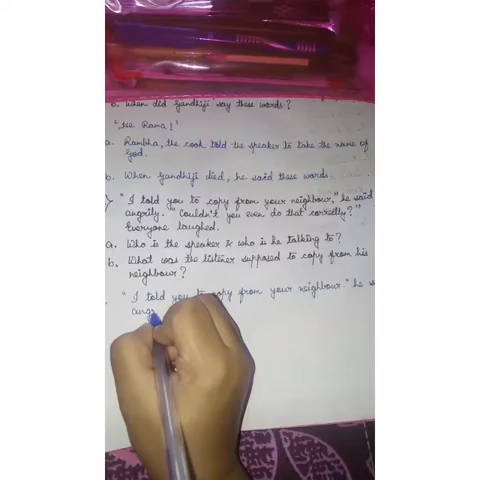 b. When did Gandhiji say these words?
"He Rama!"
a. Rambha, the cook told the speaker to take the name of
God.
b. When Gandhiji died, he said these words.
"I told you to copy from your neighbour," he said
angrily. "Couldn't you even do that correctly?"
Everyone laughed.
a. Who is the speaker & who is he talking to?
b. What was the listener supposed to copy from his
neighbour?
"I told you to copy from your neighbour." he s
ang